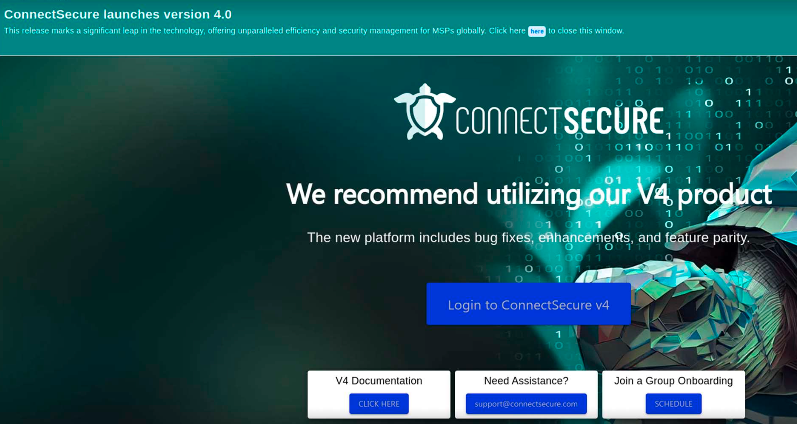 ConnectSecure launches version 4.0
This release marks a significant leap in the technology, offering unparalleled efficiency and security management for MSPs globally. Click here here to close this window.
CONNECTSECURE
We recommend utilizing our V4 product
The new platform includes bug fixes, enhancements, and feature parity.
Login to ConnectSecure v4
V4 Documentation
CLICK HERE
Need Assistance?
support@connectsecure.com
Join a Group Onboarding
SCHEDULE